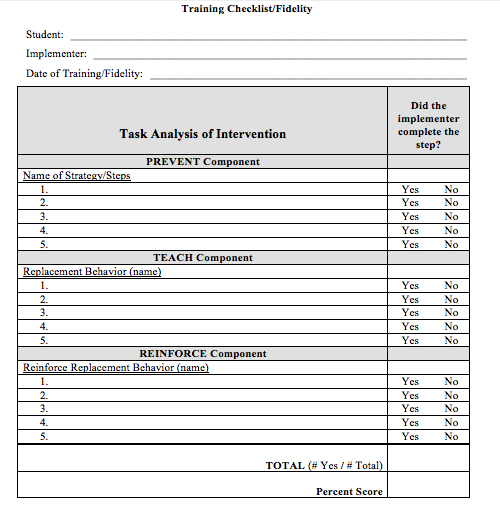 Training Checklist/Fidelity
Student:
Implementer:
Date of Training/Fidelity:
Task Analysis of Intervention
Did the
implementer
complete the
step?
PREVENT Component
Name of Strategy/Steps
1. Yes No
2. Yes No
3. Yes No
4. Yes No
5. Yes No
TEACH Component
Replacement Behavior (name)
1. Yes No
2. Yes No
3. Yes No
4. Yes No
5. Yes No
REINFORCE Component
Reinforce Replacement Behavior (name)
1. Yes No
2. Yes No
3. Yes No
4. Yes No
5. Yes No
TOTAL (# Yes / # Total)
Percent Score